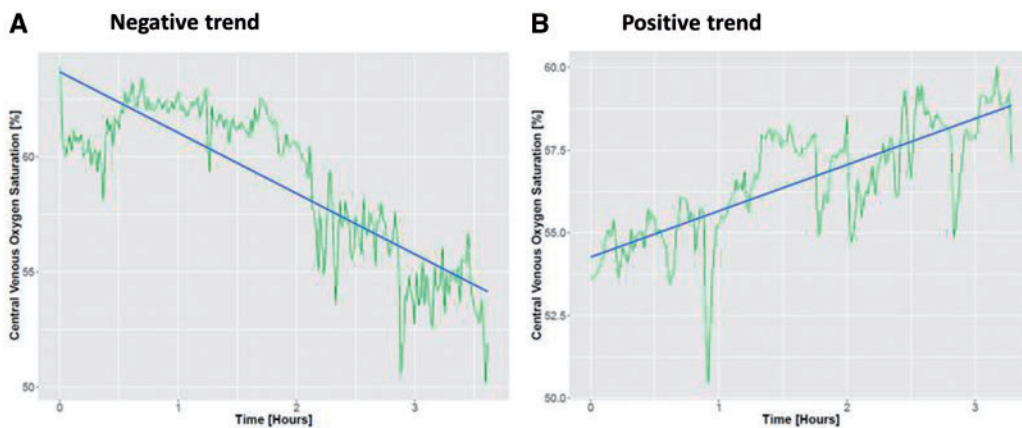 A Negative trend
Central Venous Oxygen Saturation [%]
60
55
50
0 1 2 3
Time [Hours]
B Positive trend
Central Venous Oxygen Saturation [%]
60.0
57.5
55.0
52.5
50.0
0 1 2 3
Time [Hours]